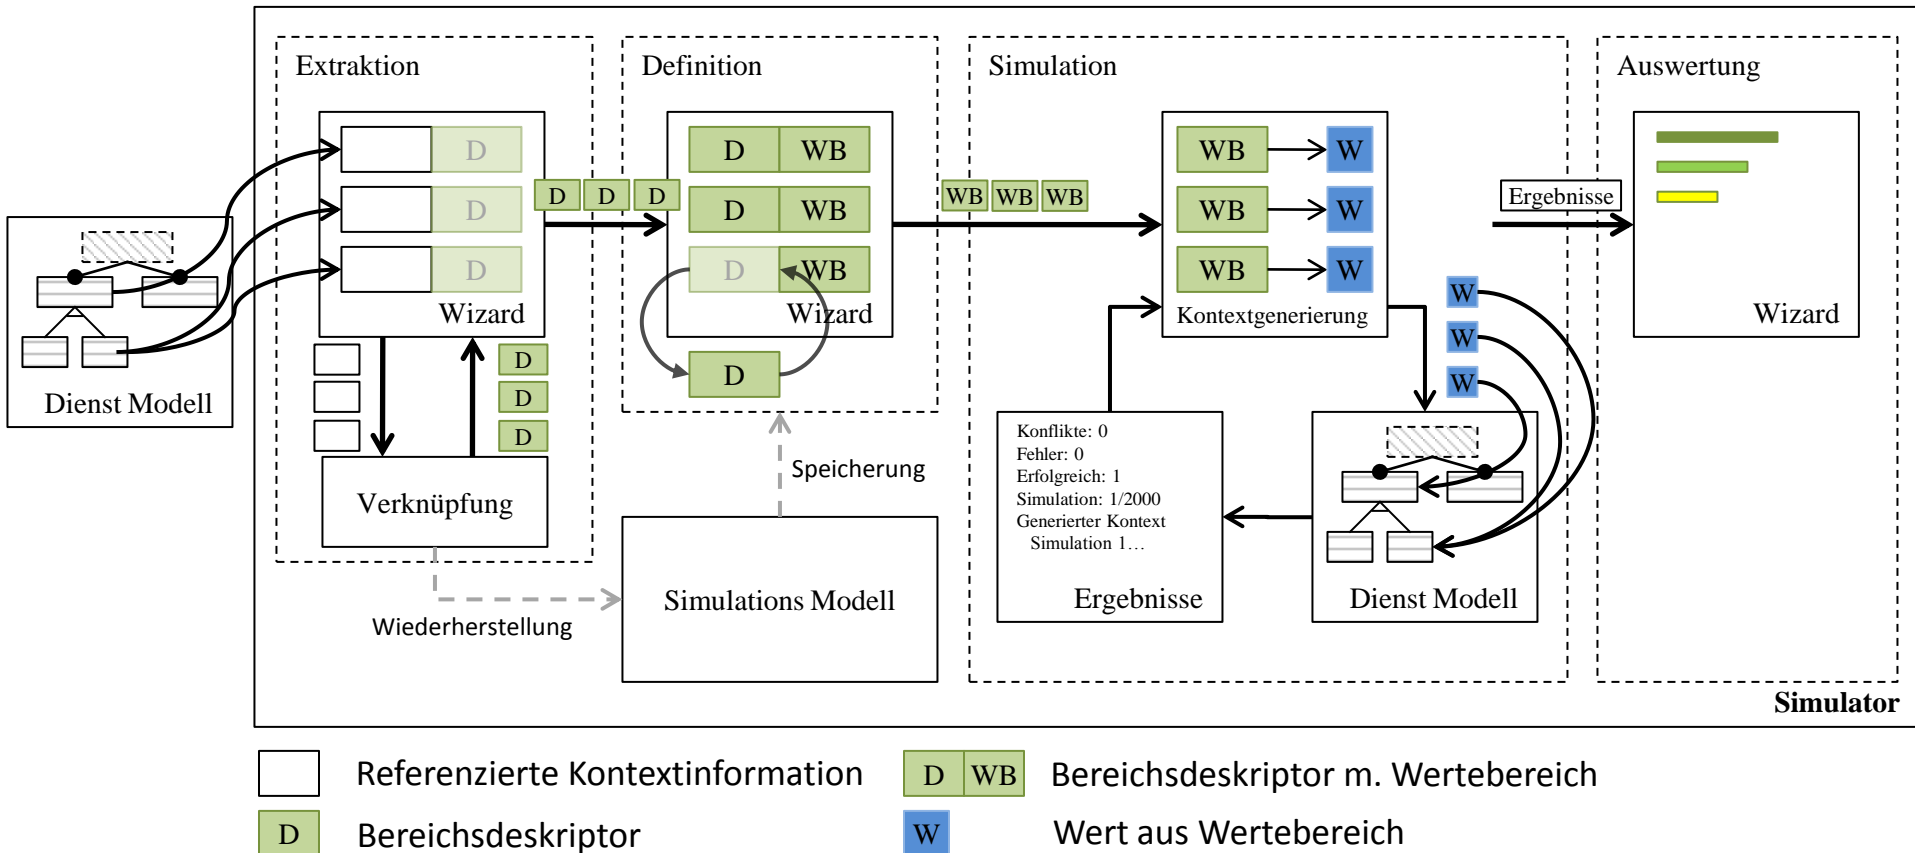 Extraktion
Definition
Simulation
Auswertung
D
D
D
Wizard
D D D
D WB
D WB
D WB
Wizard
D
WB WB WB
WB W
WB W
WB W
Kontextgenerierung
Ergebnisse
Wizard
W
W
W
Dienst Modell
D
D
D
Verknüpfung
Wiederherstellung
Speicherung
Simulations Modell
Konflikte: 0
Fehler: 0
Erfolgreich: 1
Simulation: 1/2000
Generierter Kontext
Simulation 1…
Ergebnisse
Dienst Modell
Simulator
Referenzierte Kontextinformation
D WB Bereichsdeskriptor m. Wertebereich
D Bereichsdeskriptor
W Wert aus Wertebereich